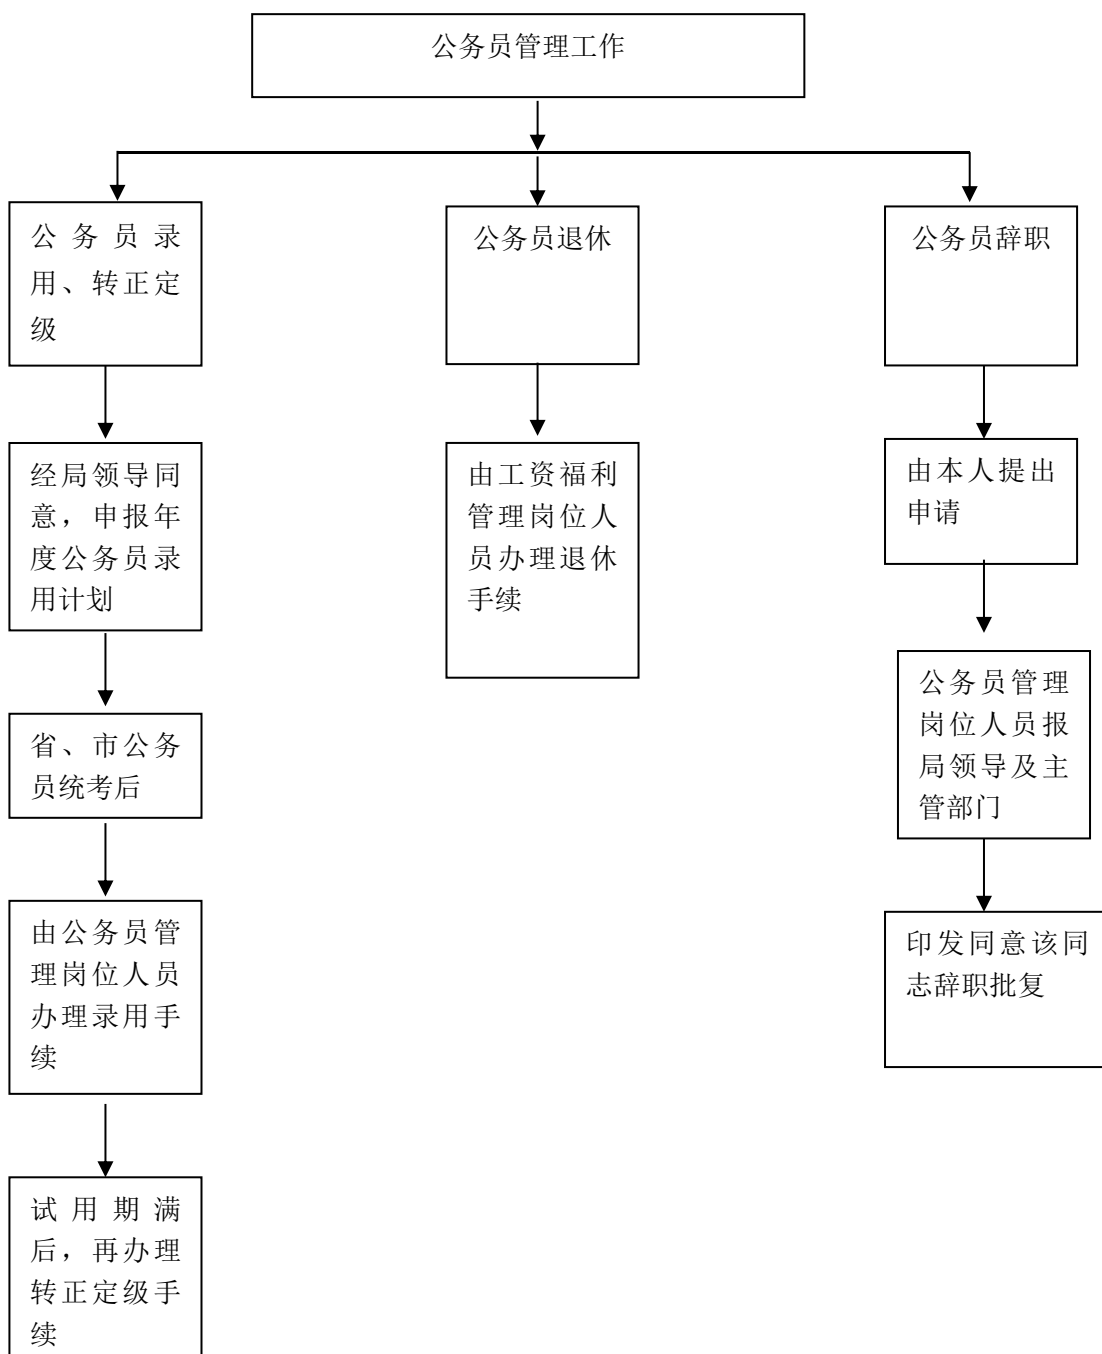 公务员管理工作
公务员录
用、转正定
级
公务员退休
公务员辞职
经局领导同
意，申报年
度公务员录
用计划
由工资福利
管理岗位人
员办理退休
手续
由本人提出
申请
省、市公务
员统考后
公务员管理
岗位人员报
局领导及主
管部门
由公务员管
理岗位人员
办理录用手
续
印发同意该同
志辞职批复
试用期满
后，再办理
转正定级手
续